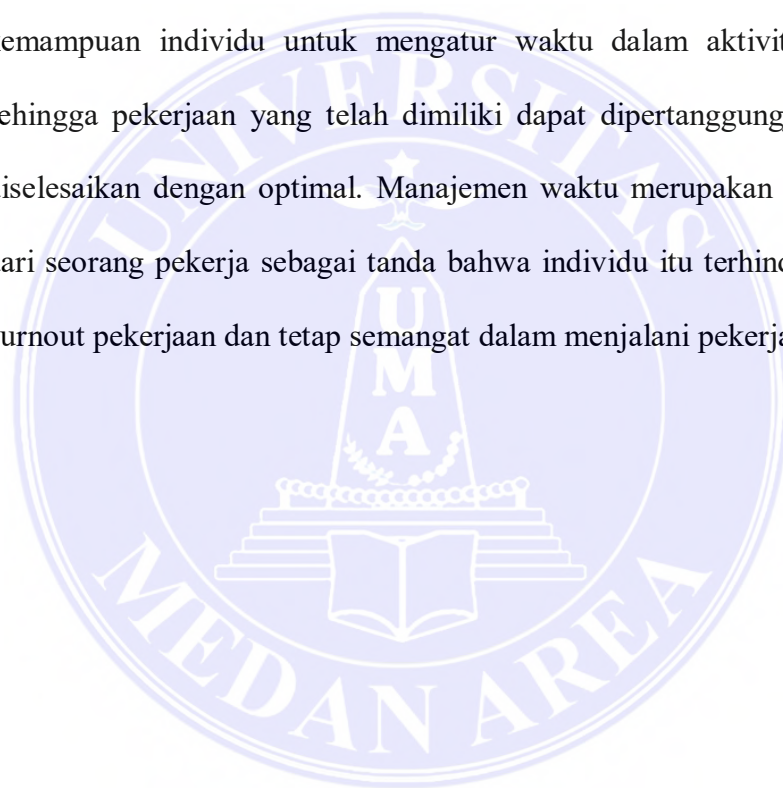 emampuan individu untuk mengatur waktu dalam aktivit
ehingga pekerjaan yang telah dimiliki dapat dipertanggung
iselesaikan dengan optimal. Manajemen waktu merupakan
ari seorang pekerja sebagai tanda bahwa individu itu terhind
urnout pekerjaan dan tetap semangat dalam menjalani pekerja
UNIVERSITAS
UMA
MEDAN AREA